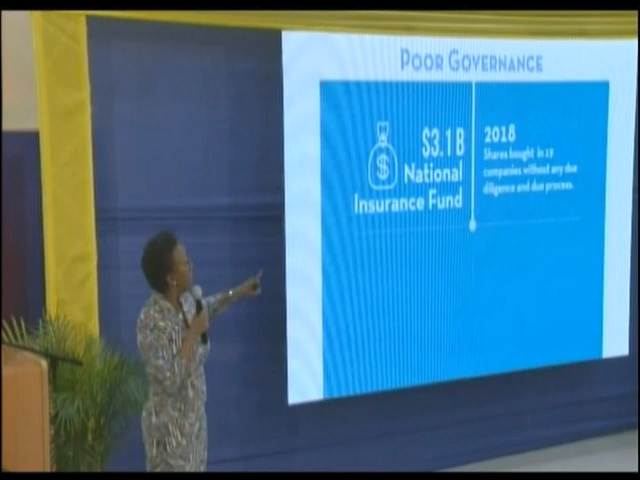 POOR GOVERNANCE
$3.1 B
National
Insurance Fund
2018
Shares bought in 19
companies without any due
diligence and due process.